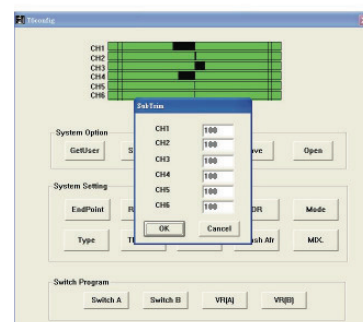 T6config
CH1
CH2
CH3
CH4
CH5
CH6
SubTrim
CH1 100
CH2 100
CH3 100
CH4 100
CH5 100
CH6 100
OK Cancel
System Option
GetUser Open
System Setting
EndPoint Mode
Type MIX.
Switch Program
Switch A Switch B VR(A) VR(B)